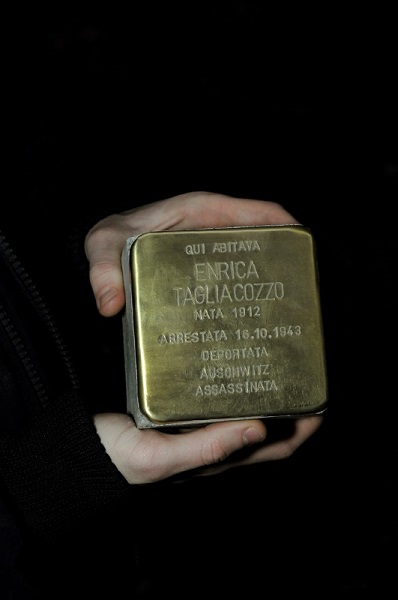 QUI ABITAVA
ENRICA
TAGLIACOZZO
NATA 1912
ARRESTATA 16.10.1943
DEPORTATA
AUSCHWITZ
ASSASSINATA